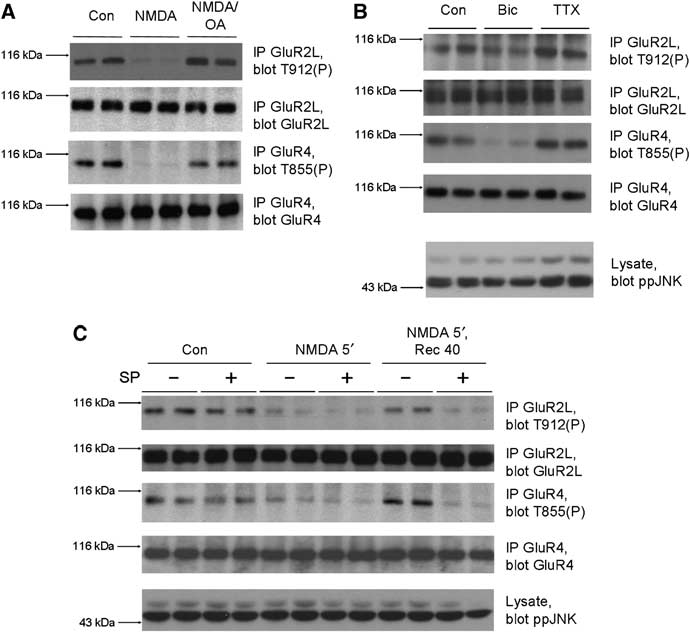 A
Con NMDA NMDA/
OA
116 kDa
IP GluR2L,
blot T912(P)
116 kDa
IP GluR2L,
blot GluR2L
116 kDa
IP GluR4,
blot T855(P)
116 kDa
IP GluR4,
blot GluR4
B
Con Bic TTX
116 kDa
IP GluR2L,
blot T912(P)
116 kDa
IP GluR2L,
blot GluR2L
116 kDa
IP GluR4,
blot T855(P)
116 kDa
IP GluR4,
blot GluR4
43 kDa
Lysate,
blot ppJNK
C
Con NMDA 5′ NMDA 5′,
Rec 40
SP − + − + − +
116 kDa
IP GluR2L,
blot T912(P)
116 kDa
IP GluR2L,
blot GluR2L
116 kDa
IP GluR4,
blot T855(P)
116 kDa
IP GluR4,
blot GluR4
43 kDa
Lysate,
blot ppJNK